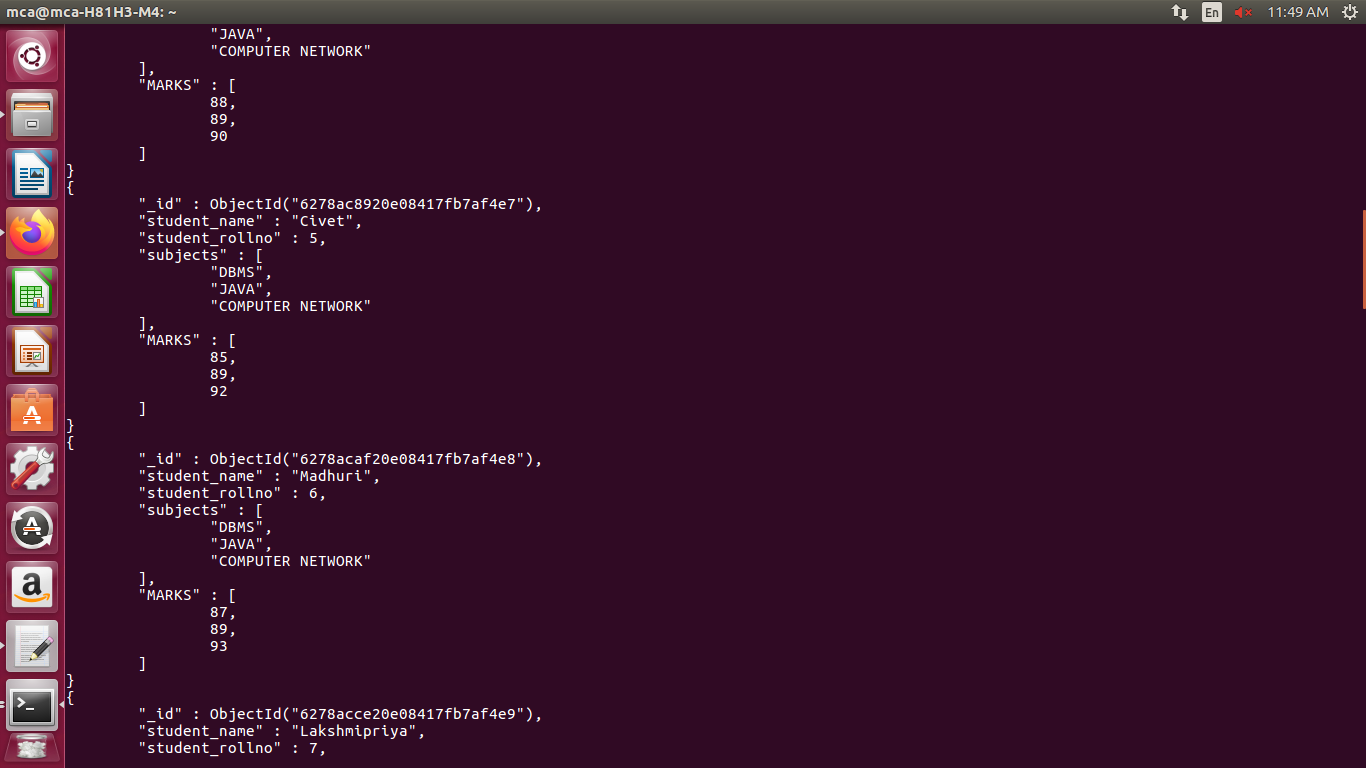 mca@mca-H81H3-M4: ~
En
11:49 AM
"JAVA",
"COMPUTER NETWORK"
],
"MARKS" : [
88,
89,
90
]
}
{
"_id" : ObjectId("6278ac8920e08417fb7af4e7"),
"student_name" : "Civet",
"student_rollno" : 5,
"subjects" : [
"DBMS",
"JAVA",
"COMPUTER NETWORK"
],
"MARKS" : [
85,
89,
92
]
}
{
"_id" : ObjectId("6278acaf20e08417fb7af4e8"),
"student_name" : "Madhuri",
"student_rollno" : 6,
"subjects" : [
"DBMS",
"JAVA",
"COMPUTER NETWORK"
],
"MARKS" : [
87,
89,
93
]
}
{
"_id" : ObjectId("6278acce20e08417fb7af4e9"),
"student_name" : "Lakshmipriya",
"student_rollno" : 7,